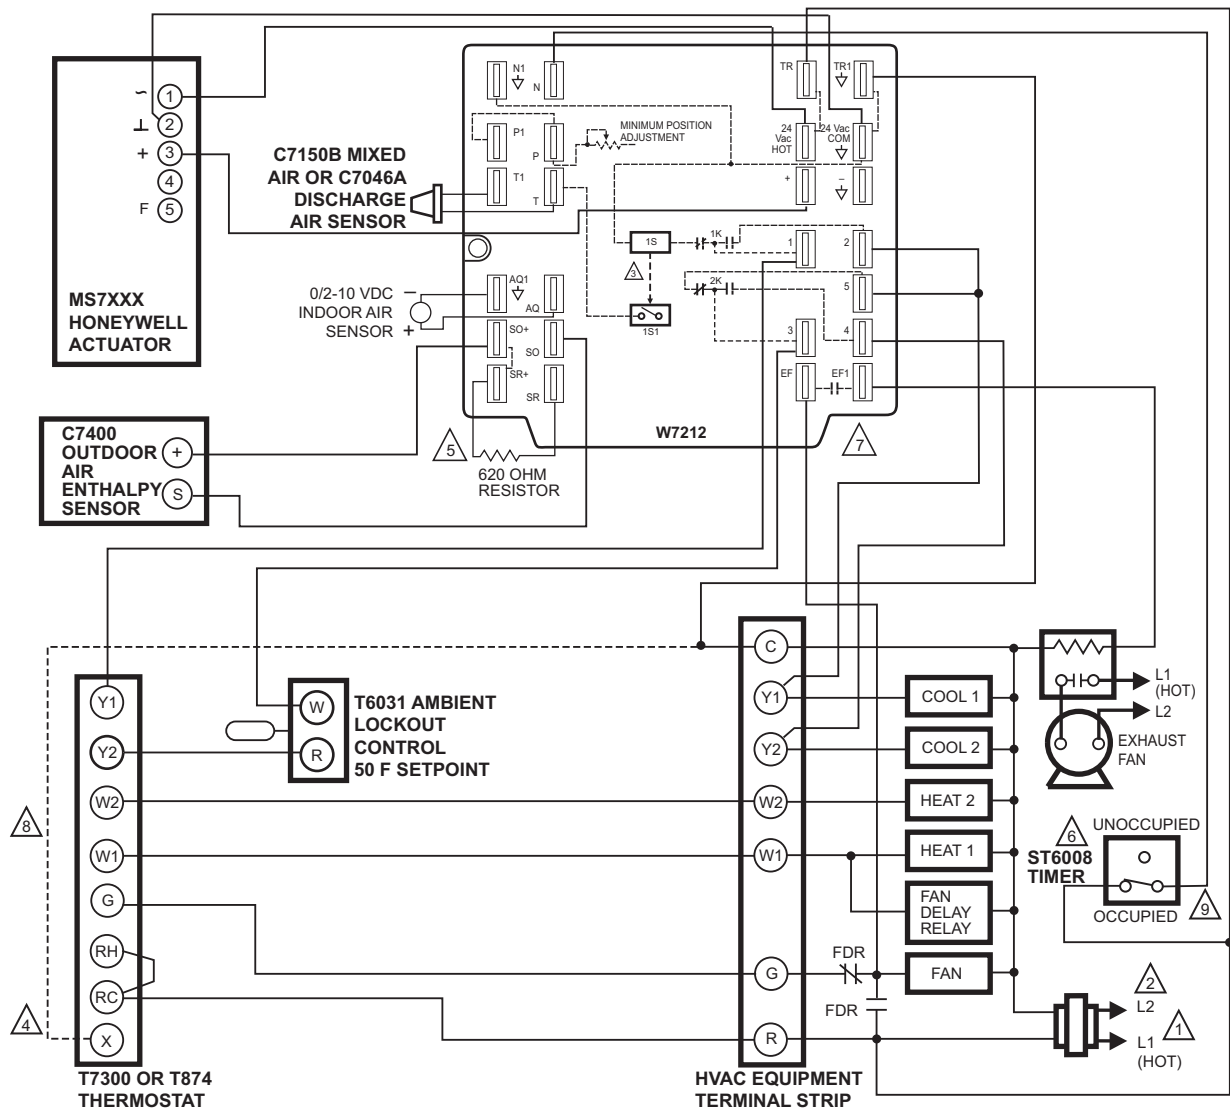 MS7XXX
HONEYWELL
ACTUATOR
~ 1
⊥ 2
+ 3
4
F 5
C7150B MIXED
AIR OR C7046A
DISCHARGE
AIR SENSOR
0/2-10 VDC –
INDOOR AIR
SENSOR +
N1
N
P1
P
T1
T
MINIMUM POSITION
ADJUSTMENT
AQ1
AQ
SO+
SO
SR+
SR
TR
TR1
24
Vac
HOT
24 Vac
COM
+
–
1
2
5
3
4
EF
EF1
1S
1K
3
2K
1S1
W7212
7
5
620 OHM
RESISTOR
C7400
OUTDOOR
AIR
ENTHALPY
SENSOR
+
S
Y1
Y2
W2
W1
G
RH
RC
X
8
4
T7300 OR T874
THERMOSTAT
W
R
T6031 AMBIENT
LOCKOUT
CONTROL
50 F SETPOINT
C
Y1
Y2
W2
W1
G
R
HVAC EQUIPMENT
TERMINAL STRIP
COOL 1
COOL 2
HEAT 2
HEAT 1
FAN
DELAY
RELAY
FAN
FDR
FDR
L1
(HOT)
L2
EXHAUST
FAN
6
UNOCCUPIED
ST6008
TIMER
OCCUPIED
9
2
L2
1
L1
(HOT)